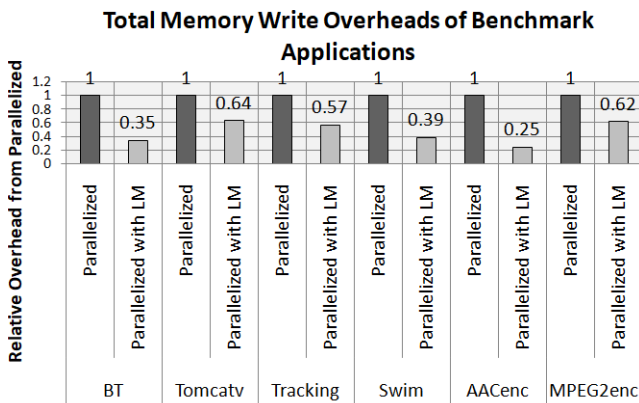 Total Memory Write Overheads of Benchmark
Applications
Relative Overhead from Parallelized
1.2
1
0.8
0.6
0.4
0.2
0
1
0.35
1
0.64
1
0.57
1
0.39
1
0.25
1
0.62
Parallelized
Parallelized with LM
Parallelized
Parallelized with LM
Parallelized
Parallelized with LM
Parallelized
Parallelized with LM
Parallelized
Parallelized with LM
Parallelized
Parallelized with LM
BT
Tomcatv
Tracking
Swim
AACenc
MPEG2enc